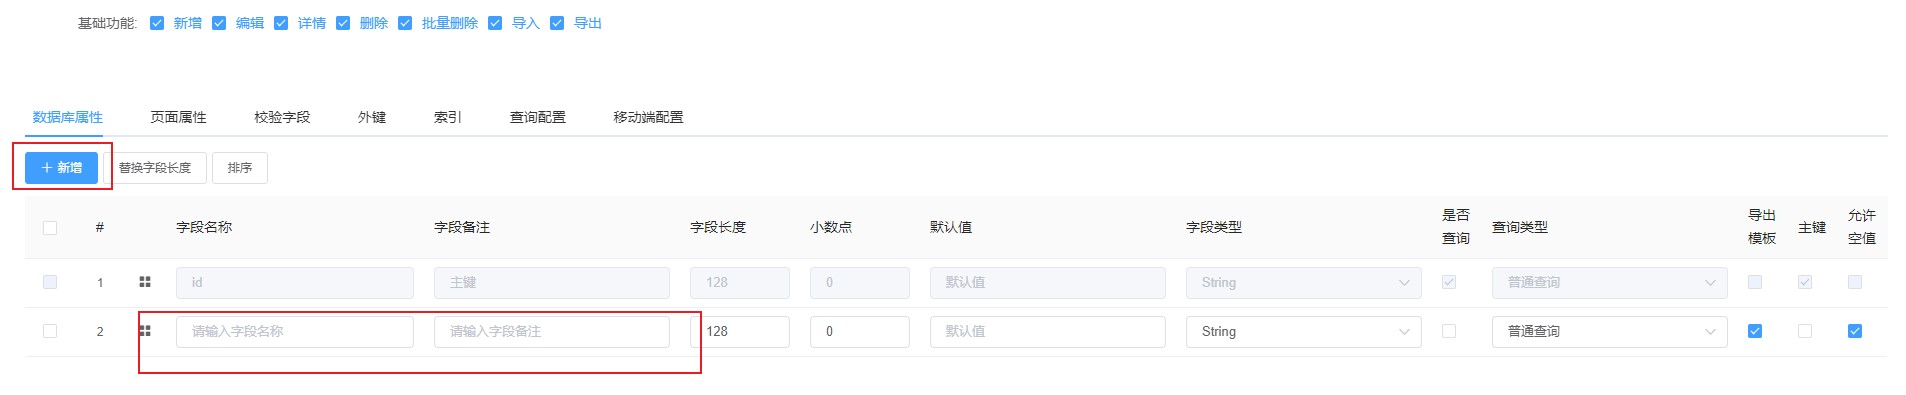 基础功能: 新增 编辑 详情 删除 批量删除 导入 导出
数据库属性 页面属性 校验字段 外键 索引 查询配置 移动端配置
+ 新增 替换字段长度 排序
# 字段名称 字段备注 字段长度 小数点 默认值 字段类型 是否查询 查询类型 导出模板 主键 允许空值
1 id 主键 128 0 默认值 String 普通查询
2 请输入字段名称 请输入字段备注 128 0 默认值 String 普通查询